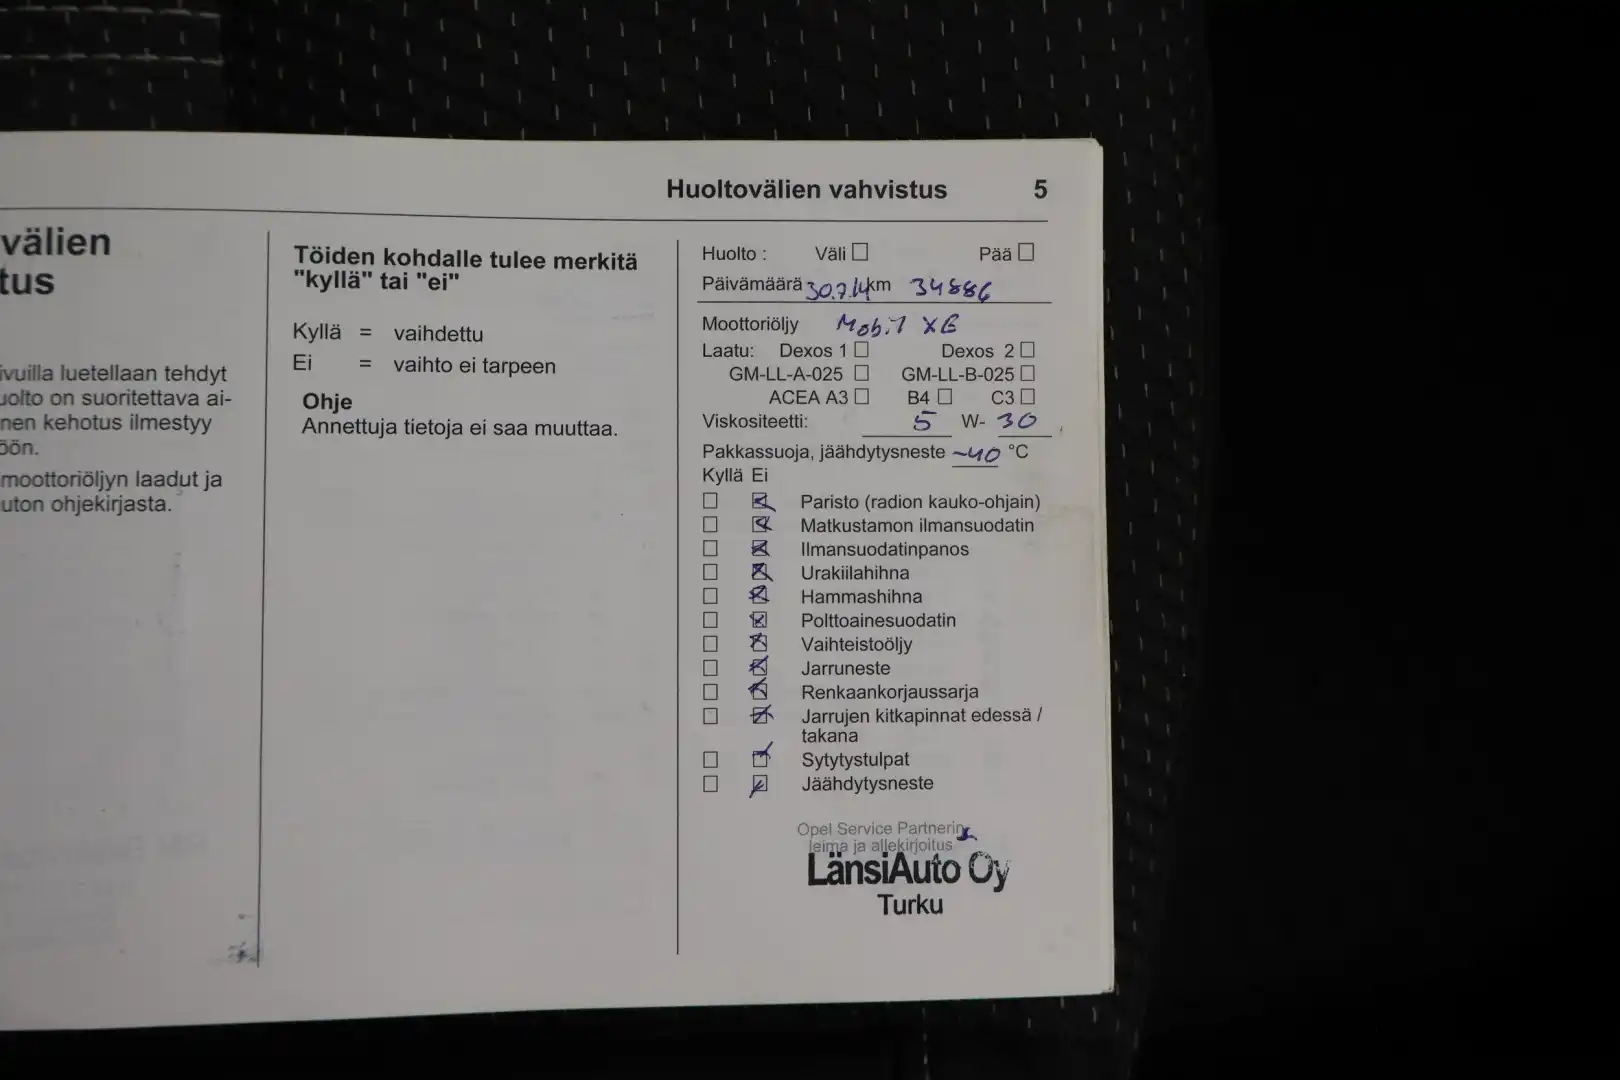 Huoltovälien vahvistus 5
välien
tus
ivuilla luetellaan tehdyt
uolto on suoritettava ai-
nen kehotus ilmestyy
öön.
moottoriöljyn laadut ja
uton ohjekirjasta.
Töiden kohdalle tulee merkitä
"kyllä" tai "ei"
Kyllä = vaihdettu
Ei = vaihto ei tarpeen
Ohje
Annettuja tietoja ei saa muuttaa.
Huolto : Väli ☐ Pää ☐
Päivämäärä 30.7.14 km 34886
Moottoriöljy Mobil XE
Laatu: Dexos 1 ☐ Dexos 2 ☐
GM-LL-A-025 ☐ GM-LL-B-025 ☐
ACEA A3 ☐ B4 ☐ C3 ☐
Viskositeetti: 5 W- 30
Pakkassuoja, jäähdytysneste ~40 °C
Kyllä Ei
☐ ☒ Paristo (radion kauko-ohjain)
☐ ☒ Matkustamon ilmansuodatin
☐ ☒ Ilmansuodatinpanos
☐ ☒ Urakiilahihna
☐ ☒ Hammashihna
☐ ☒ Polttoainesuodatin
☐ ☒ Vaihteistoöljy
☐ ☒ Jarruneste
☐ ☒ Renkaankorjaussarja
☐ ☒ Jarrujen kitkapinnat edessä /
takana
☐ ☒ Sytytystulpat
☐ ☒ Jäähdytysneste
Opel Service Partnerin
leima ja allekirjoitus
LänsiAuto Oy
Turku